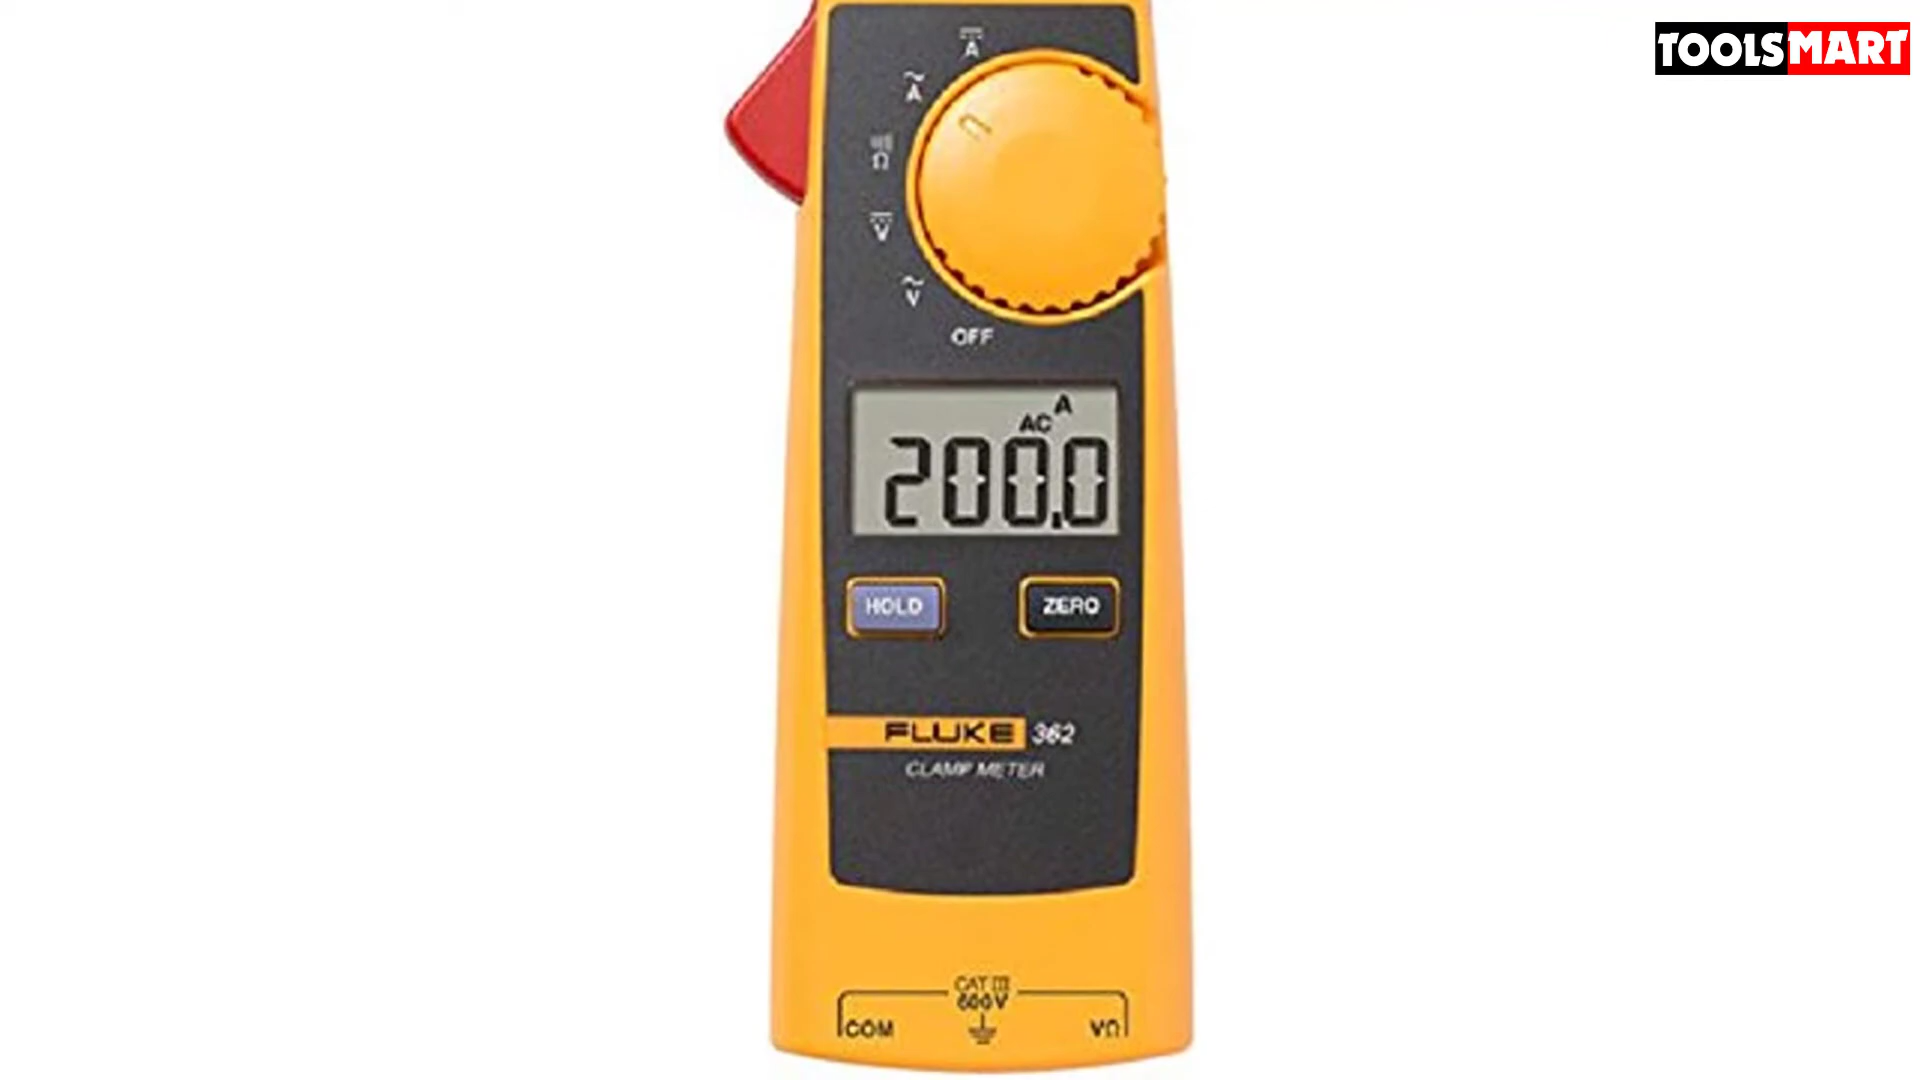 TOOLSMART
A
A
Ω
V
V
OFF
A
AC
200.0
HOLD ZERO
FLUKE 362
CLAMP METER
CAT III
600V
COM VΩ